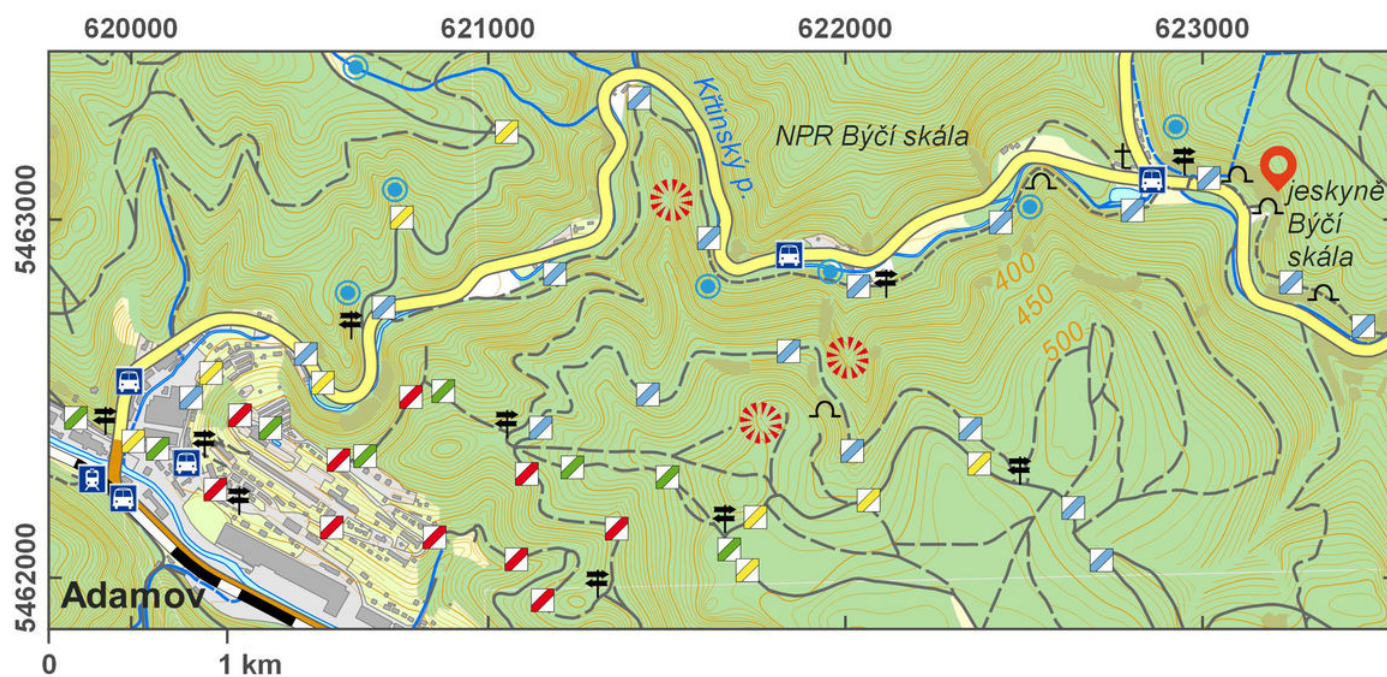 620000 621000 622000 623000
Křtinský p.
NPR Býčí skála
jeskyně
Býčí
skála
5463000
400
450
500
5462000
Adamov
0 1 km